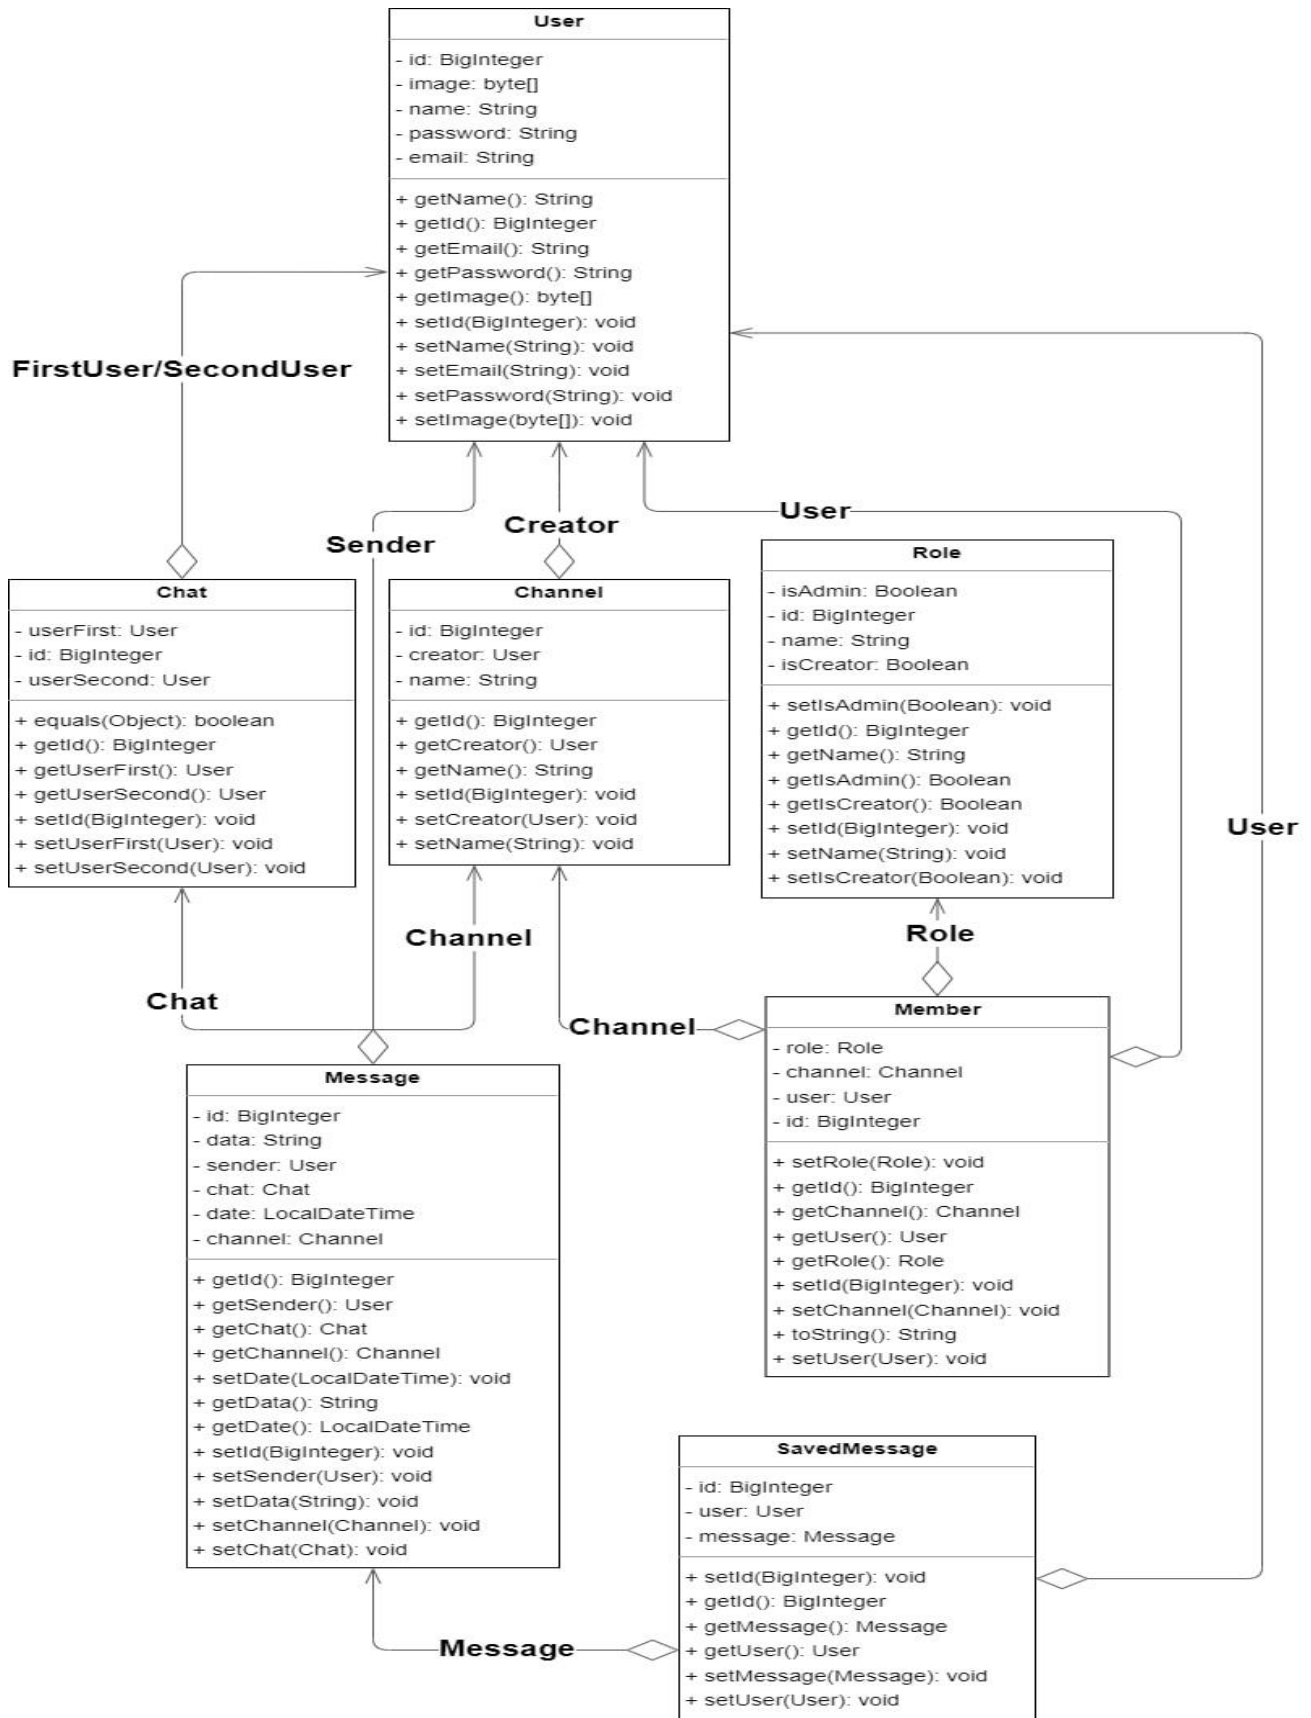 User
- id: BigInteger
- image: byte[]
- name: String
- password: String
- email: String
+ getName(): String
+ getId(): BigInteger
+ getEmail(): String
+ getPassword(): String
+ getImage(): byte[]
+ setId(BigInteger): void
+ setName(String): void
+ setEmail(String): void
+ setPassword(String): void
+ setImage(byte[]): void
FirstUser/SecondUser
Sender
Creator
User
User
Chat
- userFirst: User
- id: BigInteger
- userSecond: User
+ equals(Object): boolean
+ getId(): BigInteger
+ getUserFirst(): User
+ getUserSecond(): User
+ setId(BigInteger): void
+ setUserFirst(User): void
+ setUserSecond(User): void
Channel
- id: BigInteger
- creator: User
- name: String
+ getId(): BigInteger
+ getCreator(): User
+ getName(): String
+ setId(BigInteger): void
+ setCreator(User): void
+ setName(String): void
Role
- isAdmin: Boolean
- id: BigInteger
- name: String
- isCreator: Boolean
+ setIsAdmin(Boolean): void
+ getId(): BigInteger
+ getName(): String
+ getIsAdmin(): Boolean
+ getIsCreator(): Boolean
+ setId(BigInteger): void
+ setName(String): void
+ setIsCreator(Boolean): void
Chat
Channel
Channel
Role
Message
- id: BigInteger
- data: String
- sender: User
- chat: Chat
- date: LocalDateTime
- channel: Channel
+ getId(): BigInteger
+ getSender(): User
+ getChat(): Chat
+ getChannel(): Channel
+ setDate(LocalDateTime): void
+ getData(): String
+ getDate(): LocalDateTime
+ setId(BigInteger): void
+ setSender(User): void
+ setData(String): void
+ setChannel(Channel): void
+ setChat(Chat): void
Member
- role: Role
- channel: Channel
- user: User
- id: BigInteger
+ setRole(Role): void
+ getId(): BigInteger
+ getChannel(): Channel
+ getUser(): User
+ getRole(): Role
+ setId(BigInteger): void
+ setChannel(Channel): void
+ toString(): String
+ setUser(User): void
Message
SavedMessage
- id: BigInteger
- user: User
- message: Message
+ setId(BigInteger): void
+ getId(): BigInteger
+ getMessage(): Message
+ getUser(): User
+ setMessage(Message): void
+ setUser(User): void